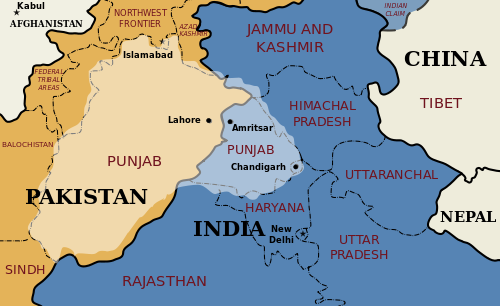 Kabul
AFGHANISTAN
NORTHWEST
FRONTIER
AZAD
KASHMIR
INDIAN
CLAIM
JAMMU AND
KASHMIR
CHINA
TIBET
Islamabad
FEDERAL
TRIBAL
AREAS
HIMACHAL
PRADESH
Lahore
Amritsar
BALOCHISTAN
PUNJAB
PUNJAB
Chandigarh
UTTARANCHAL
PAKISTAN
HARYANA
NEPAL
INDIA
New
Delhi
UTTAR
PRADESH
SINDH
RAJASTHAN